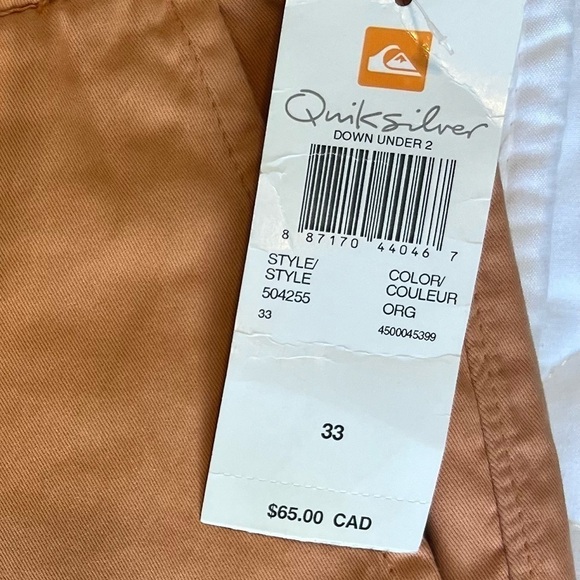 Quiksilver
DOWN UNDER 2
8 87170 44046 7
STYLE/
STYLE
504255
33
COLOR/
COULEUR
ORG
4500045399
33
$65.00 CAD